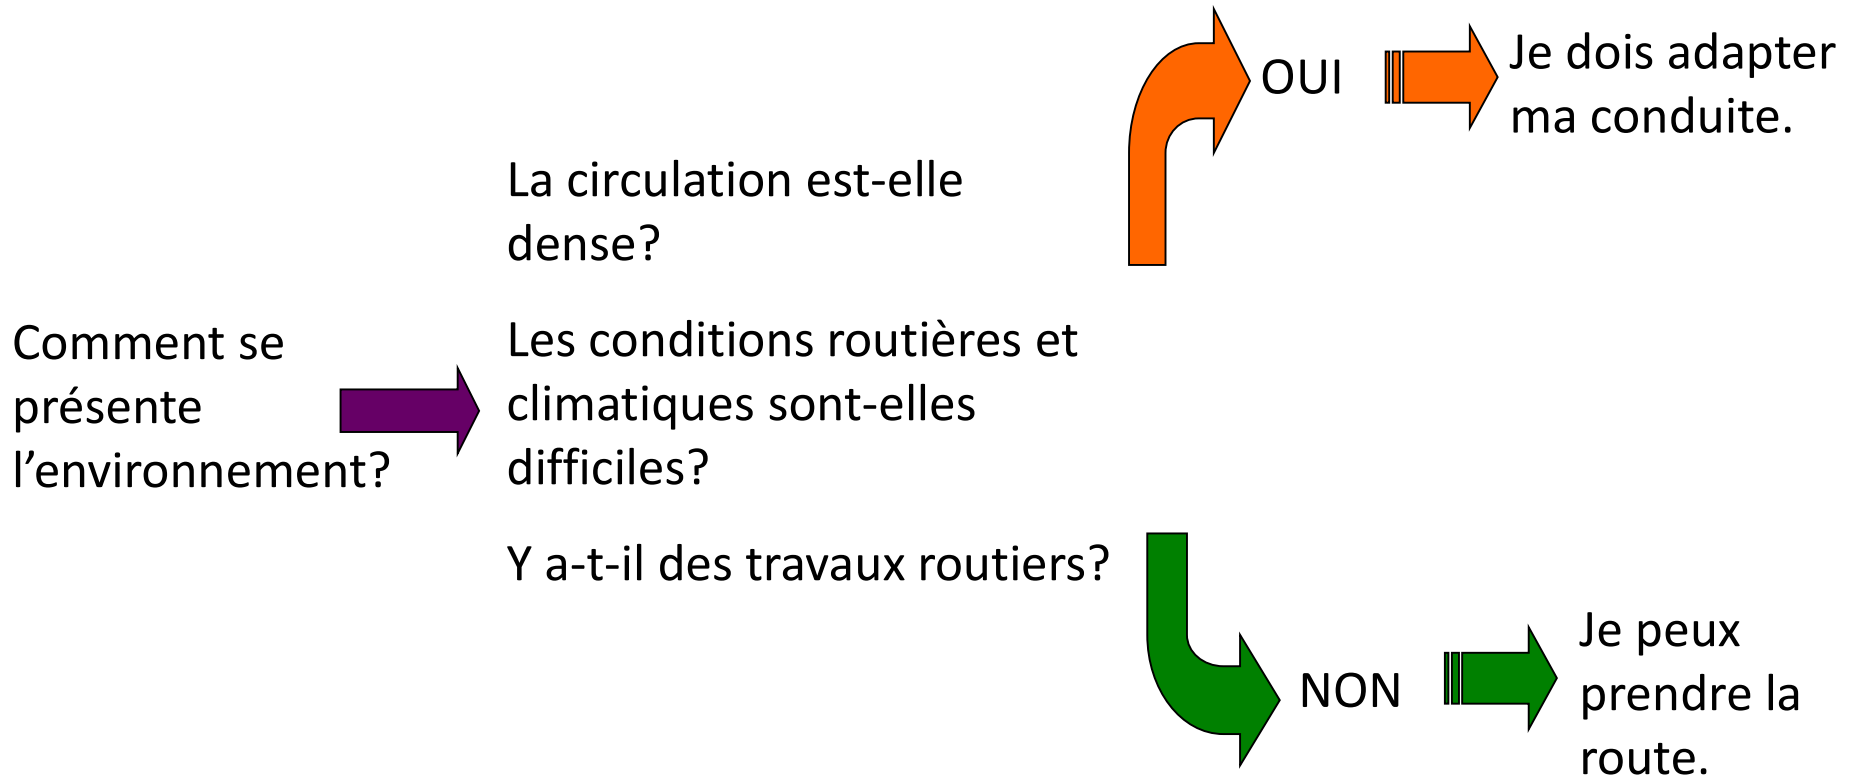 Comment se
présente
l’environnement?
La circulation est-elle
dense?
Les conditions routières et
climatiques sont-elles
difficiles?
Y a-t-il des travaux routiers?
OUI
Je dois adapter
ma conduite.
NON
Je peux
prendre la
route.